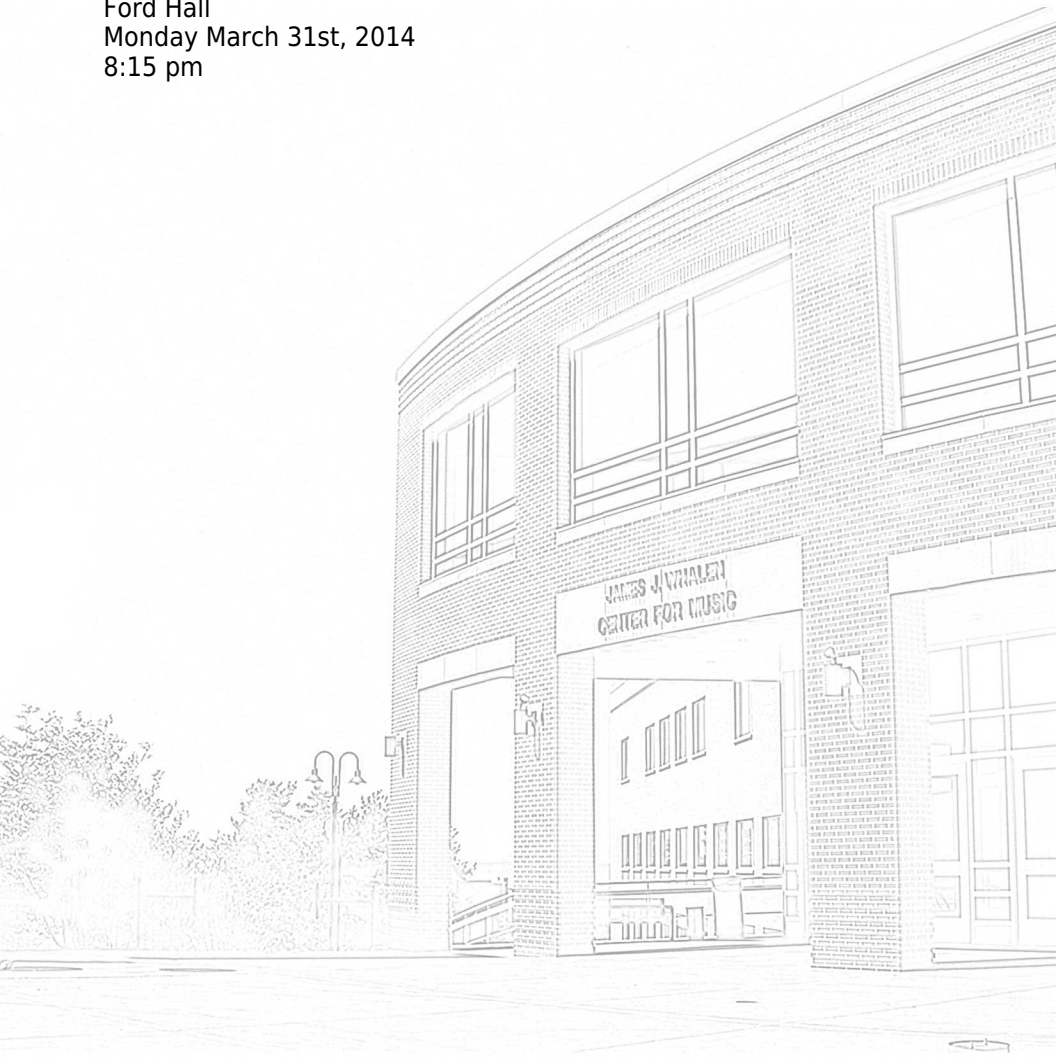 Ford Hall
Monday March 31st, 2014
8:15 pm
JAMES J. WHALEN
CENTER FOR MUSIC